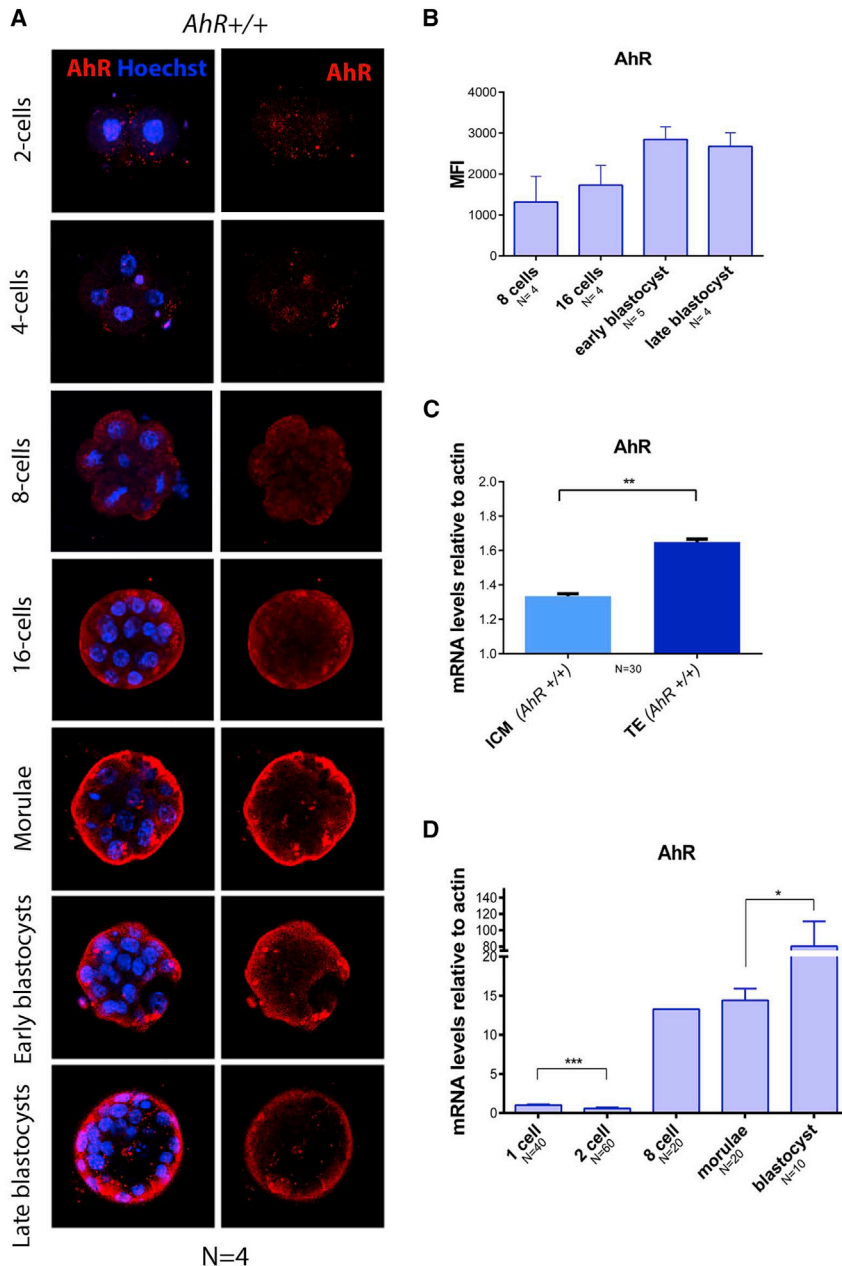 A
AhR+/+
AhR Hoechst
AhR
2-cells
4-cells
8-cells
16-cells
Morulae
Early blastocysts
Late blastocysts
N=4
B
AhR
MFI
4000
3000
2000
1000
0
8 cells
N= 4
16 cells
N= 4
early blastocyst
N= 5
late blastocyst
N= 4
C
AhR
mRNA levels relative to actin
2.0
1.8
1.6
1.4
1.2
1.0
**
ICM (AhR +/+)
N=30
TE (AhR +/+)
D
AhR
mRNA levels relative to actin
140
120
100
80
20
15
10
5
0
***
*
1 cell
N=40
2 cell
N=60
8 cell
N=20
morulae
N=20
blastocyst
N=10